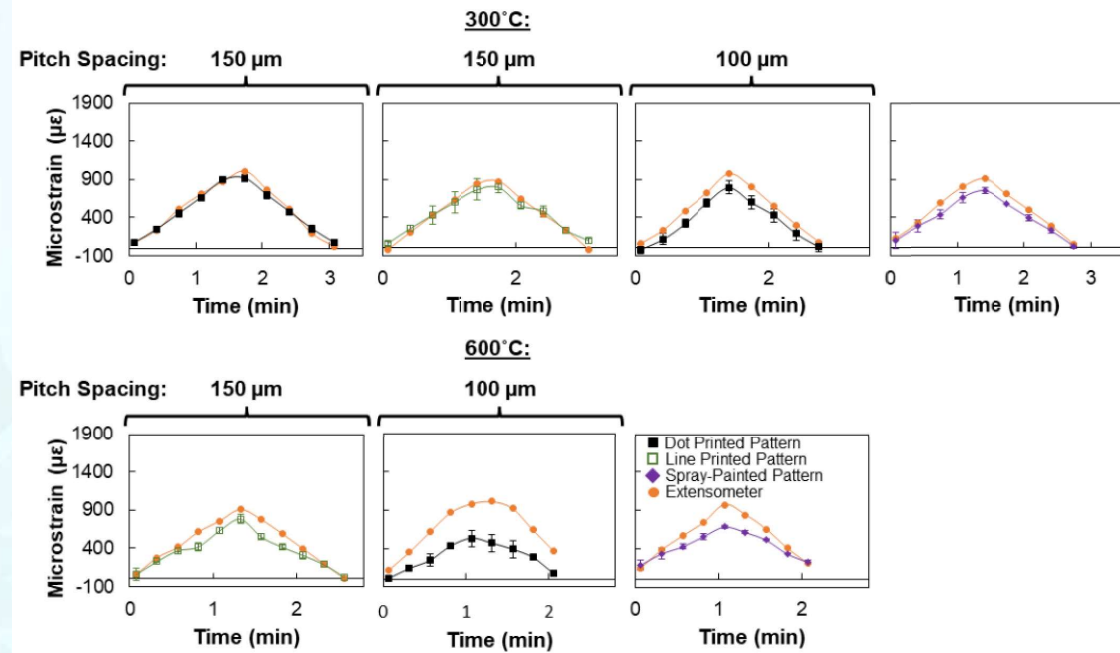 300°C:
Pitch Spacing: 150 µm 150 µm 100 µm
Microstrain (µε)
1900
1400
900
400
-100
0 1 2 3
Time (min)
0 2
Time (min)
0 2
Time (min)
0 1 2 3
Time (min)
600°C:
Pitch Spacing: 150 µm 100 µm
Microstrain (µε)
1900
1400
900
400
-100
0 1 2
Time (min)
0 1 2
Time (min)
Dot Printed Pattern
Line Printed Pattern
Spray-Painted Pattern
Extensometer
0 1 2
Time (min)